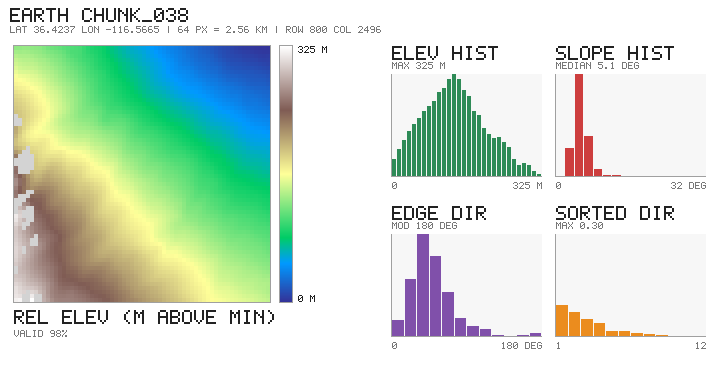 EARTH CHUNK_038
LAT 36.4237 LON -116.5665 | 64 PX = 2.56 KM | ROW 800 COL 2496
325 M
0 M
REL ELEV (M ABOVE MIN)
VALID 98%
ELEV HIST
MAX 325 M
0 325 M
SLOPE HIST
MEDIAN 5.1 DEG
0 32 DEG
EDGE DIR
MOD 180 DEG
0 180 DEG
SORTED DIR
MAX 0.30
1 12